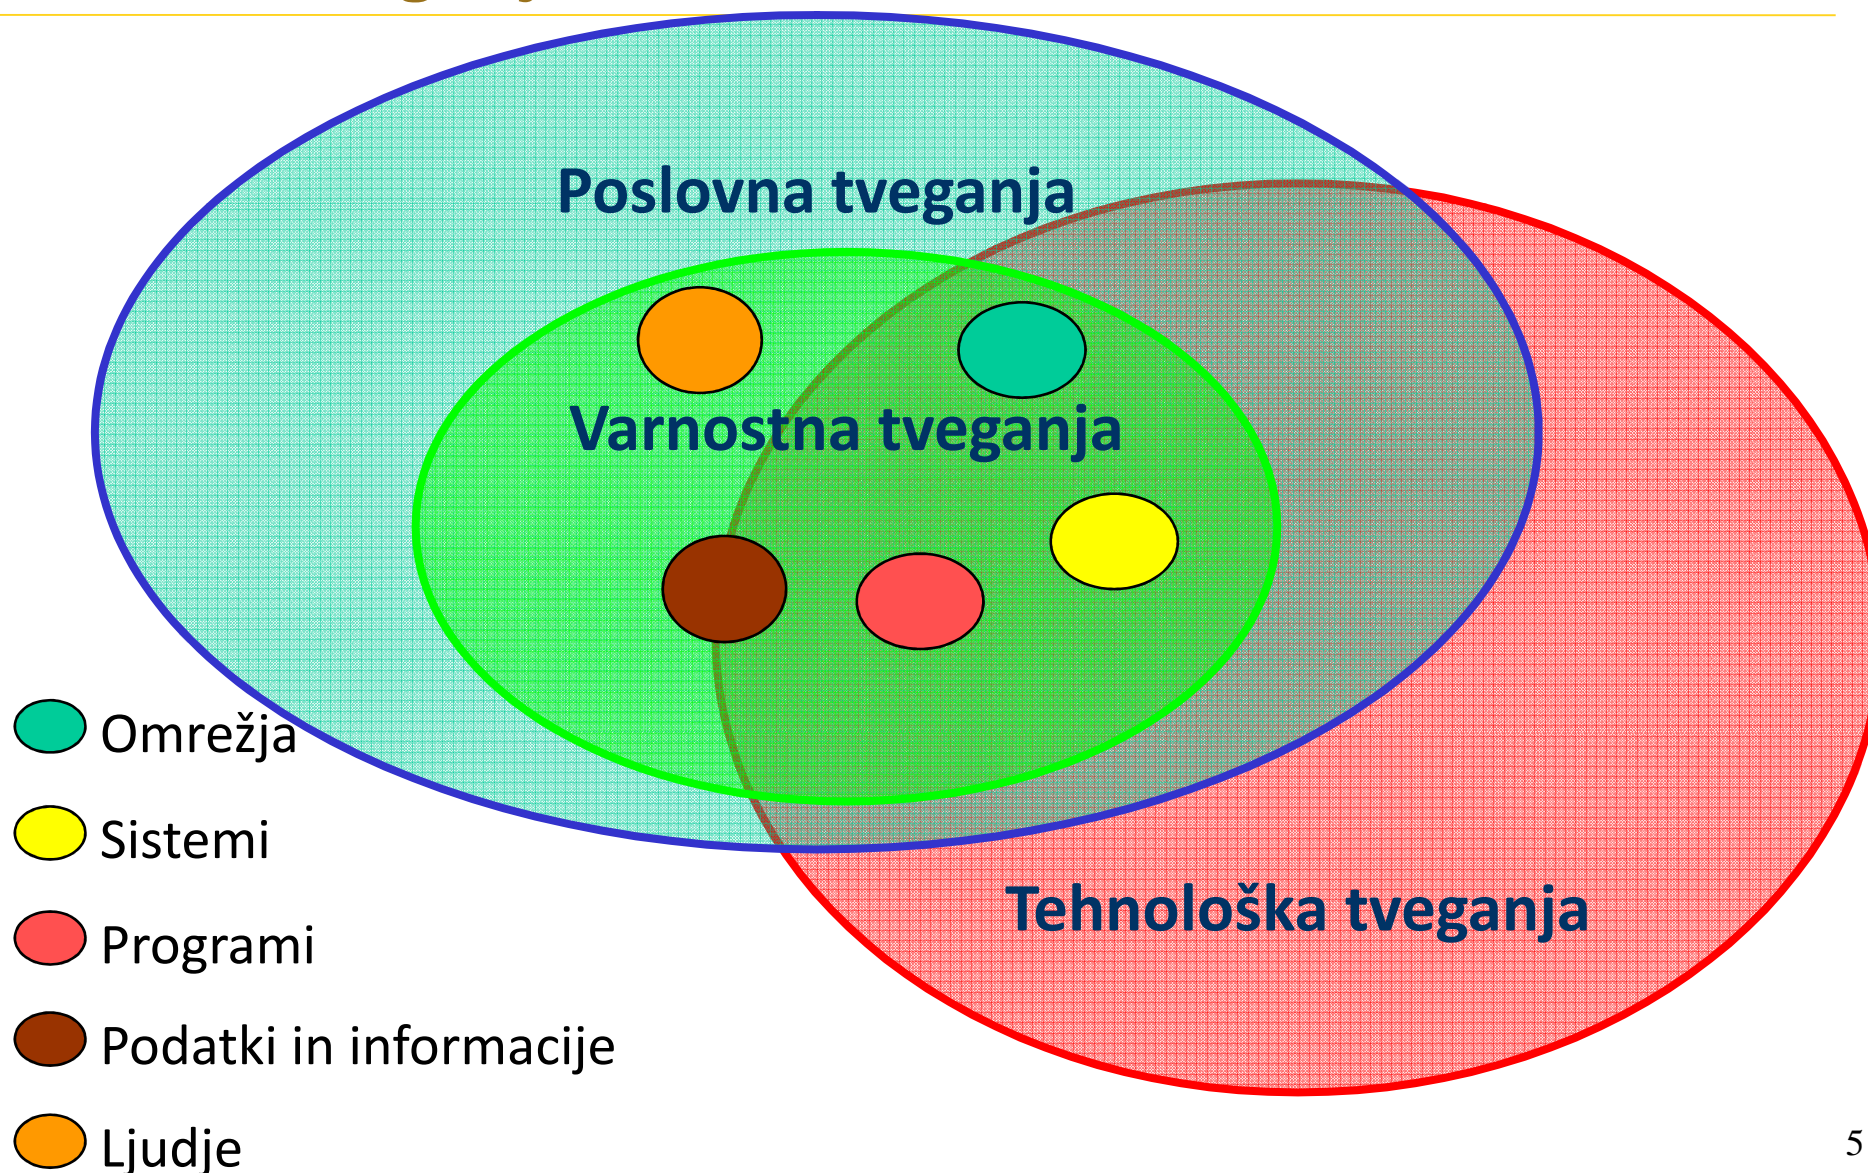 Poslovna tveganja
Varnostna tveganja
Omrežja
Sistemi
Tehnološka tveganja
Programi
Podatki in informacije
Ljudje
5